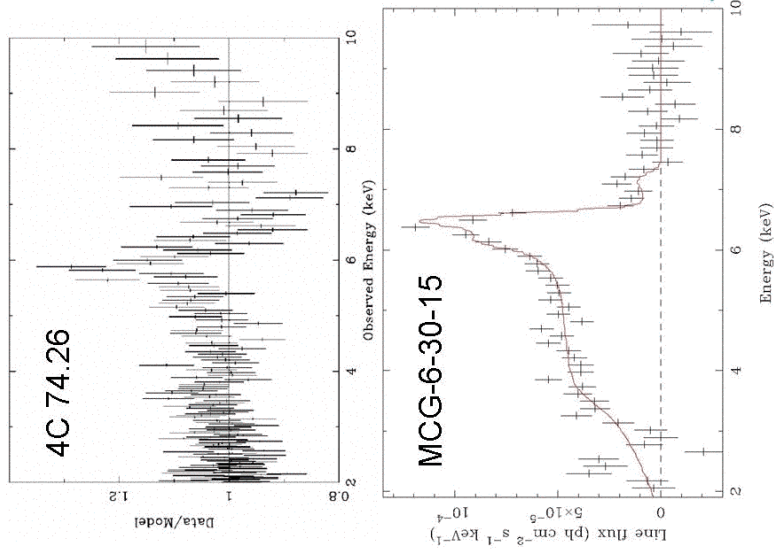 4C 74.26
Data/Model
0.8
1
1.2
Observed Energy (keV)
2
4
6
8
10
MCG-6-30-15
Line flux (ph cm⁻² s⁻¹ keV⁻¹)
0
5×10⁻⁵
10⁻⁴
Energy (keV)
2
4
6
8
10